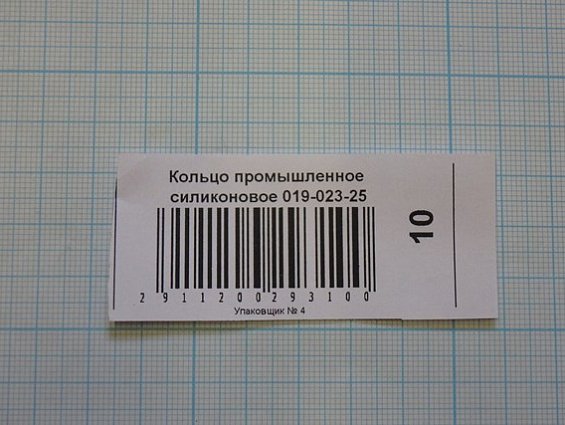 Кольцо промышленное
силиконовое 019-023-25
10
2911200293100
Упаковщик № 4